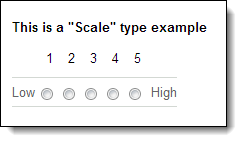 This is a "Scale" type example
1 2 3 4 5
Low High